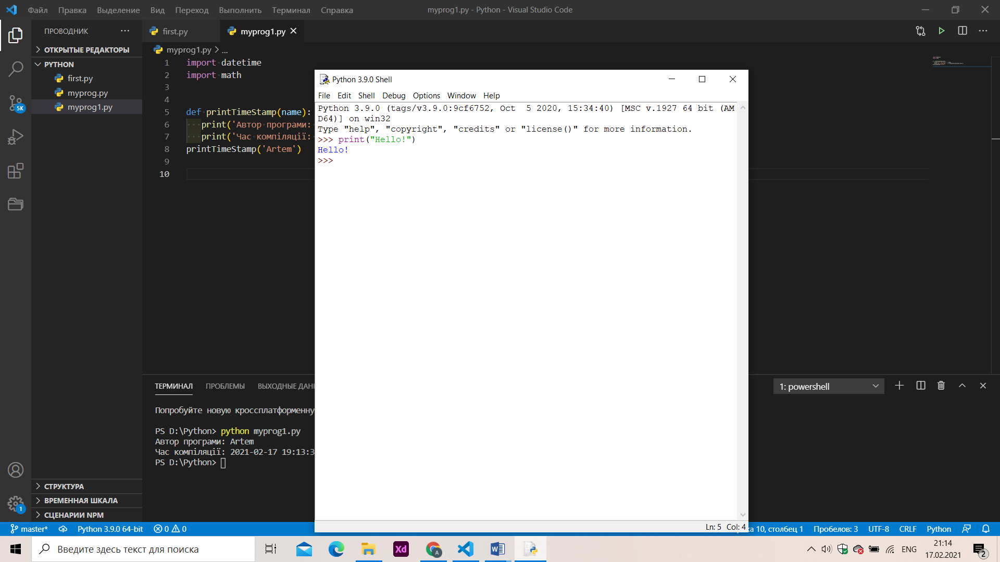 Файл Правка Выделение Вид Переход Выполнить Терминал Справка
myprog1.py - Python - Visual Studio Code
ПРОВОДНИК
ОТКРЫТЫЕ РЕДАКТОРЫ
PYTHON
first.py
myprog.py
myprog1.py
5K
1
СТРУКТУРА
ВРЕМЕННАЯ ШКАЛА
СЦЕНАРИИ NPM
first.py
myprog1.py
myprog1.py > ...
1 import datetime
2 import math
3
4
5 def printTimeStamp(name):
6 print('Автор програми:
7 print('Час компіляції:
8 printTimeStamp('Artem')
9
10
Python 3.9.0 Shell
File Edit Shell Debug Options Window Help
Python 3.9.0 (tags/v3.9.0:9cf6752, Oct  5 2020, 15:34:40) [MSC v.1927 64 bit (AM
D64)] on win32
Type "help", "copyright", "credits" or "license()" for more information.
>>> print("Hello!")
Hello!
>>>
Ln: 5 Col: 4
ТЕРМИНАЛ ПРОБЛЕМЫ ВЫХОДНЫЕ ДАН
1: powershell
Попробуйте новую кроссплатформенну
PS D:\Python> python myprog1.py
Автор програми: Artem
Час компіляції: 2021-02-17 19:13:3
PS D:\Python>
master* Python 3.9.0 64-bit 0 0
ка 10, столбец 1 Пробелов: 3 UTF-8 CRLF Python
Введите здесь текст для поиска
Xd
A
ENG
21:14
17.02.2021
2